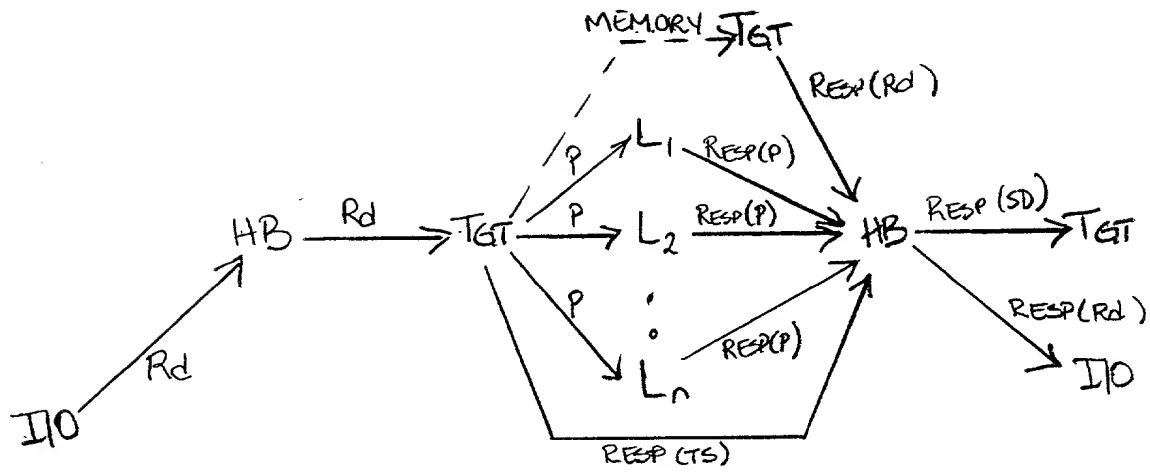 MEMORY
TGT
RESP(Rd)
P
L1
RESP(P)
HB
Rd
TGT
P
L2
RESP(P)
HB
RESP(SD)
TGT
Rd
P
RESP(P)
Ln
RESP(Rd)
I/O
I/O
RESP(TS)